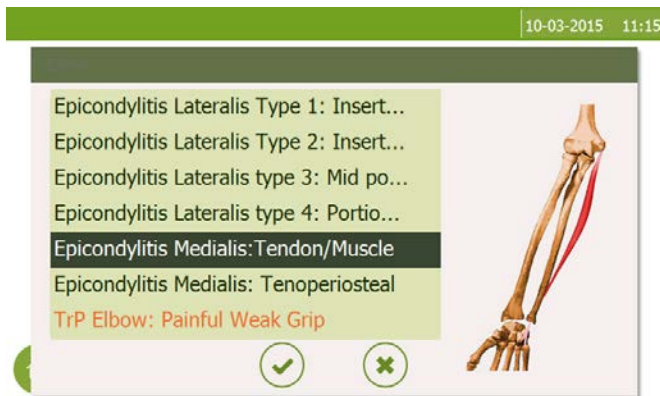 10-03-2015 11:15
Epicondylitis Lateralis Type 1: Insert...
Epicondylitis Lateralis Type 2: Insert...
Epicondylitis Lateralis type 3: Mid po...
Epicondylitis Lateralis type 4: Portio...
Epicondylitis Medialis:Tendon/Muscle
Epicondylitis Medialis: Tenoperiosteal
TrP Elbow: Painful Weak Grip